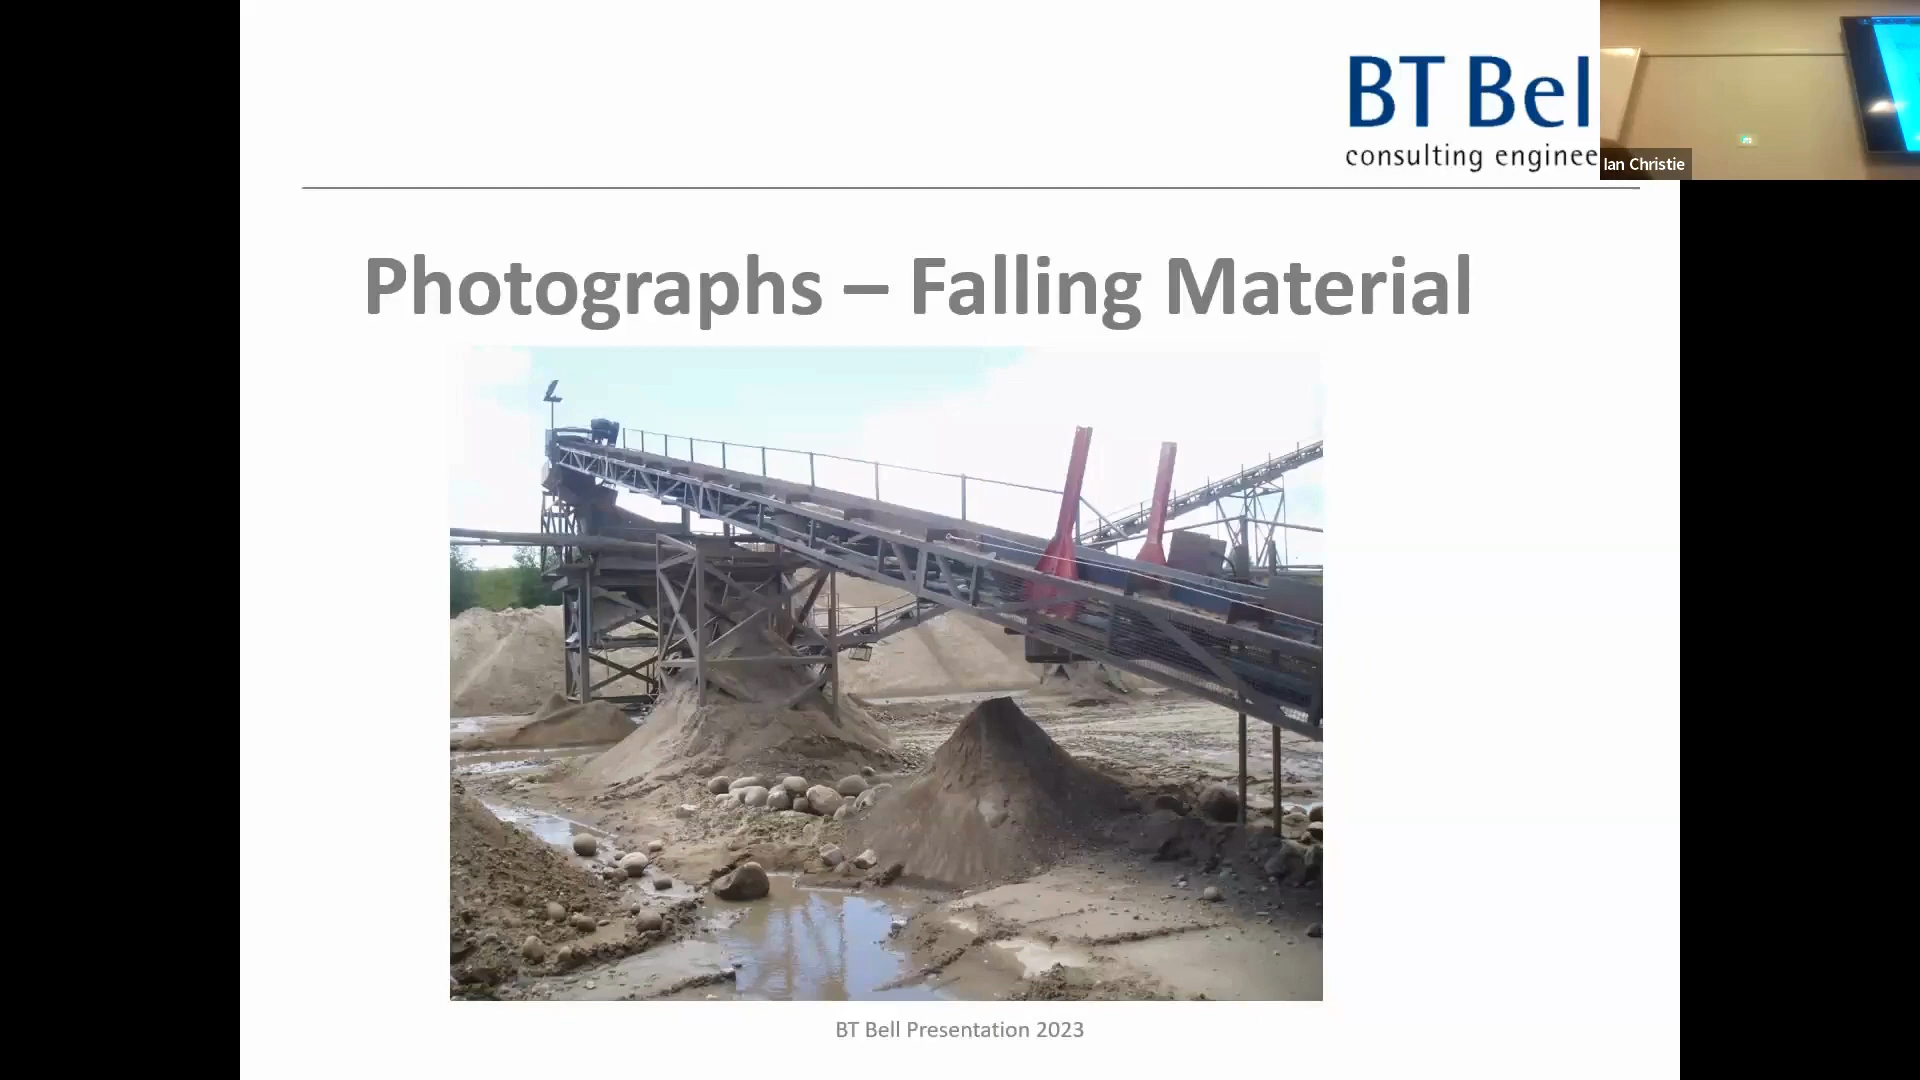 BT Bel
consulting enginee
Ian Christie
Photographs – Falling Material
BT Bell Presentation 2023